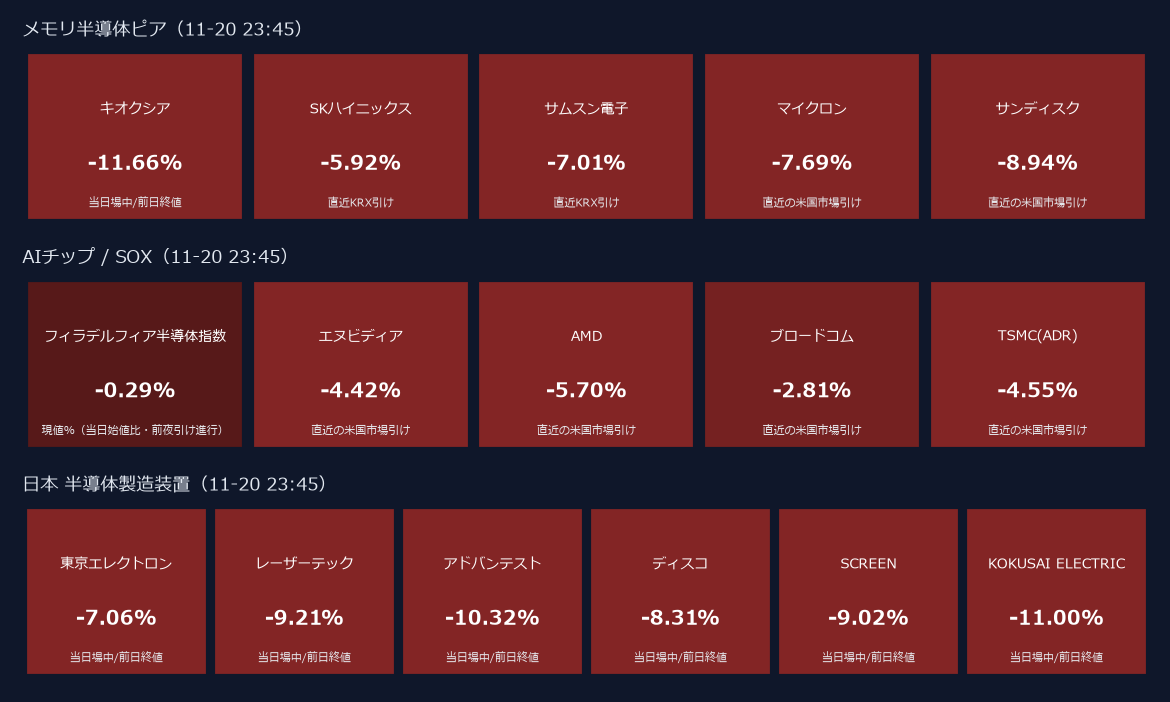 メモリ半導体ピア（11-20 23:45）
キオクシア
-11.66%
当日場中/前日終値
SKハイニックス
-5.92%
直近KRX引け
サムスン電子
-7.01%
直近KRX引け
マイクロン
-7.69%
直近の米国市場引け
サンディスク
-8.94%
直近の米国市場引け
AIチップ / SOX（11-20 23:45）
フィラデルフィア半導体指数
-0.29%
現値%（当日始値比・前夜引け進行）
エヌビディア
-4.42%
直近の米国市場引け
AMD
-5.70%
直近の米国市場引け
ブロードコム
-2.81%
直近の米国市場引け
TSMC(ADR)
-4.55%
直近の米国市場引け
日本 半導体製造装置（11-20 23:45）
東京エレクトロン
-7.06%
当日場中/前日終値
レーザーテック
-9.21%
当日場中/前日終値
アドバンテスト
-10.32%
当日場中/前日終値
ディスコ
-8.31%
当日場中/前日終値
SCREEN
-9.02%
当日場中/前日終値
KOKUSAI ELECTRIC
-11.00%
当日場中/前日終値